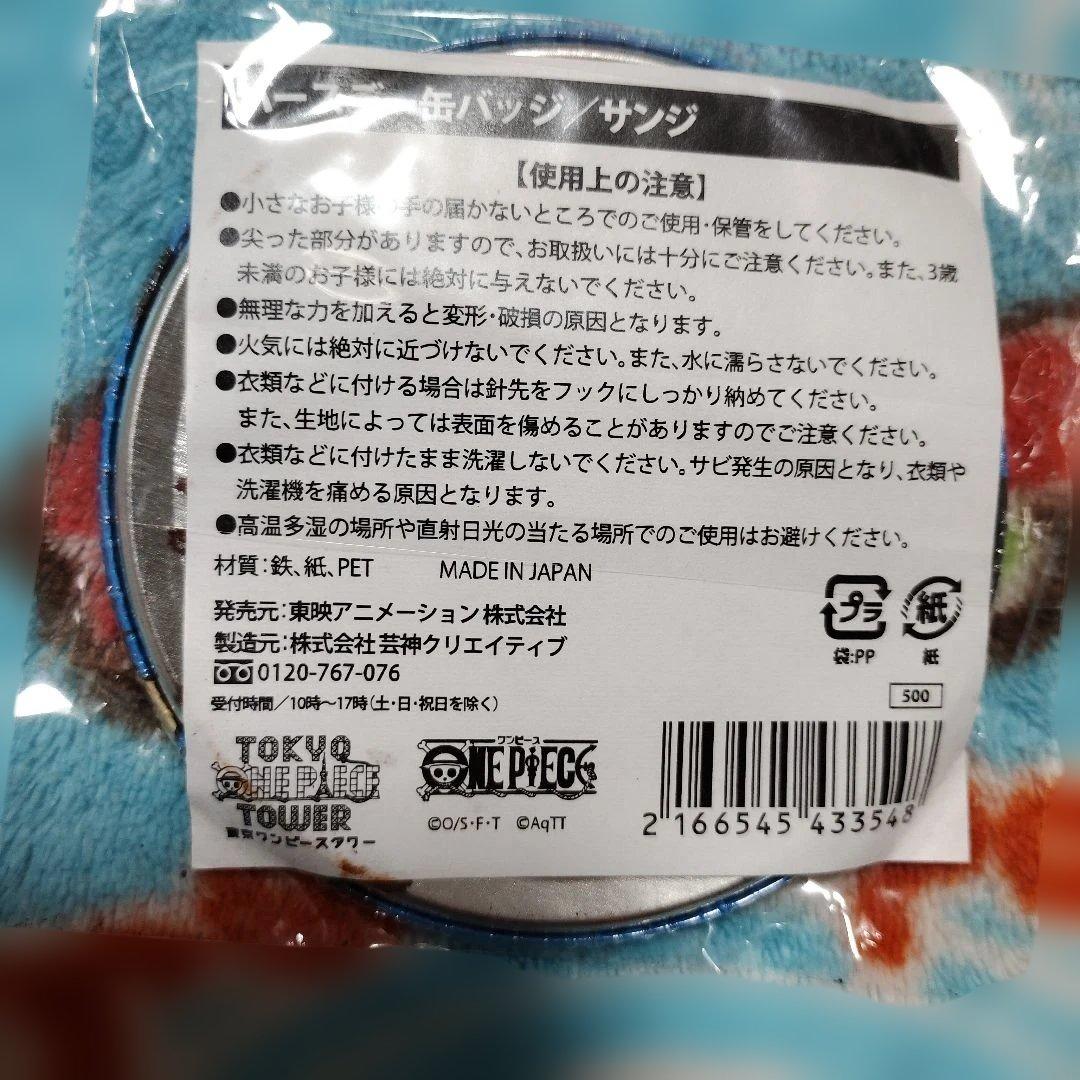 バースデー缶バッジ／サンジ
【使用上の注意】
●小さなお子様の手の届かないところでのご使用・保管をしてください。
●尖った部分がありますので、お取扱いには十分にご注意ください。また、3歳
未満のお子様には絶対に与えないでください。
●無理な力を加えると変形・破損の原因となります。
●火気には絶対に近づけないでください。また、水に濡らさないでください。
●衣類などに付ける場合は針先をフックにしっかり納めてください。
また、生地によっては表面を傷めることがありますのでご注意ください。
●衣類などに付けたまま洗濯しないでください。サビ発生の原因となり、衣類や
洗濯機を痛める原因となります。
●高温多湿の場所や直射日光の当たる場所でのご使用はお避けください。
材質：鉄、紙、PET MADE IN JAPAN
発売元：東映アニメーション 株式会社
製造元：株式会社 芸神クリエイティブ
0120-767-076
受付時間／10時～17時（土・日・祝日を除く）
プラ
紙
袋:PP
紙
500
TOKYO
ONE PIECE
TOWER
東京ワンピースタワー
ワンピース
ONE PIECE
©O/S・F・T ©AqTT
2 166545 433548